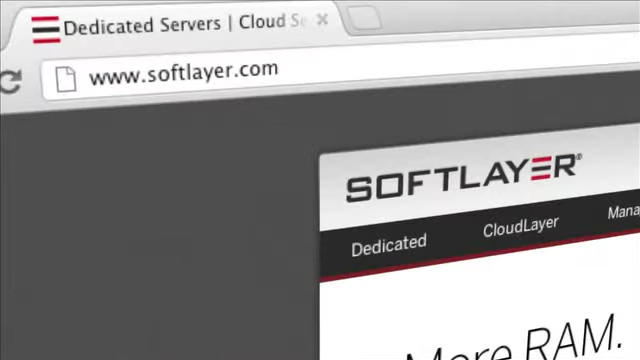 Dedicated Servers | Cloud Se
www.softlayer.com
SOFTLAYER®
Dedicated CloudLayer Mana
More RAM.